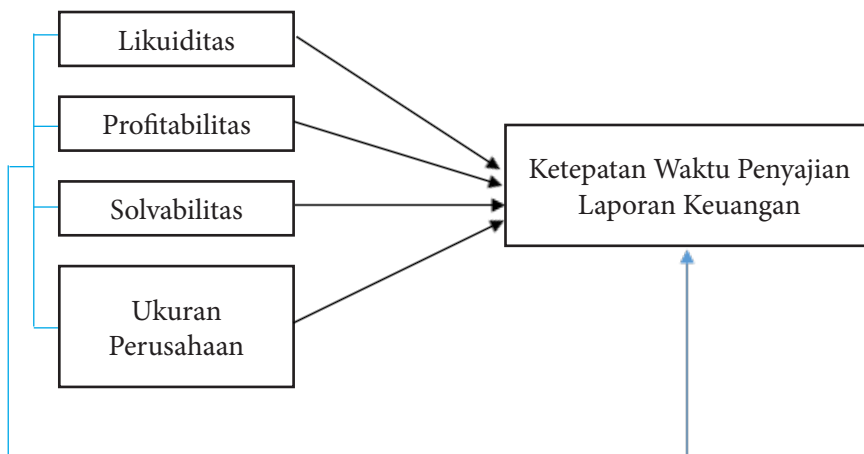 Likuiditas
Profitabilitas
Solvabilitas
Ukuran
Perusahaan
Ketepatan Waktu Penyajian
Laporan Keuangan